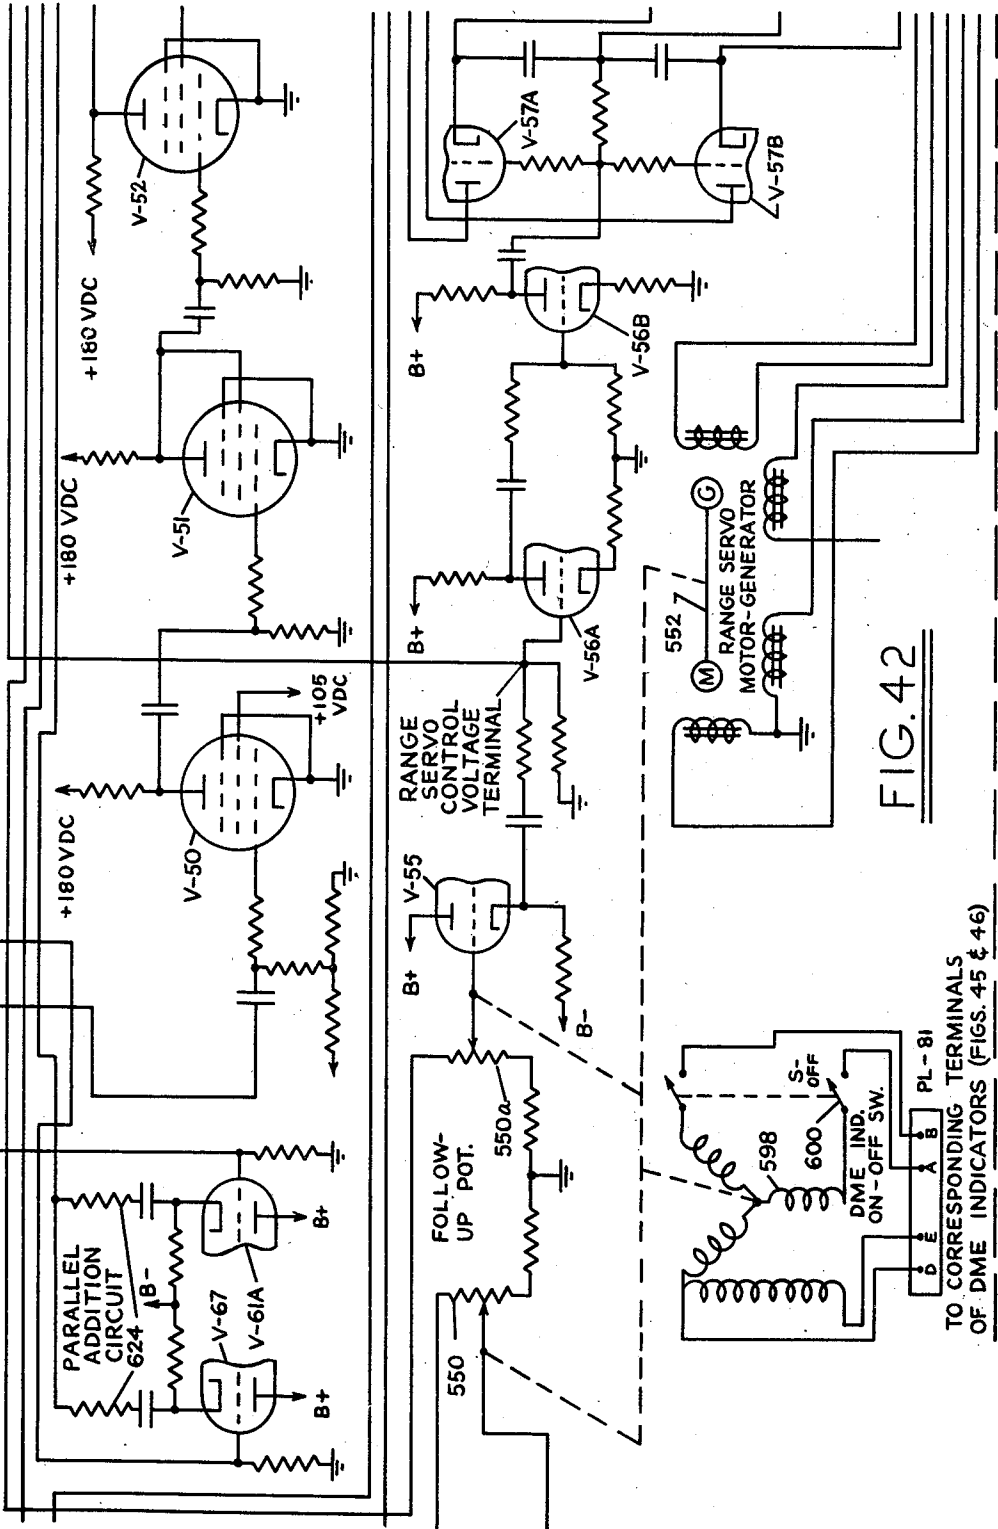 +180 VDC
V-52
+180 VDC
V-51
+180VDC
+105
VDC
V-50
PARALLEL
ADDITION
CIRCUIT
624
B-
V-67
V-61A
B+
B+
V-57A
V-57B
B+
V-56B
B+
V-56A
RANGE
SERVO
CONTROL
VOLTAGE
TERMINAL
B+
V-55
B-
FOLLOW-
UP POT.
550a
550
552
M
G
RANGE SERVO
MOTOR-GENERATOR
S-
OFF
600
598
DME IND.
ON-OFF SW.
D
E
A
B
PL-81
TO CORRESPONDING TERMINALS
OF DME INDICATORS (FIGS. 45 & 46)
FIG. 42